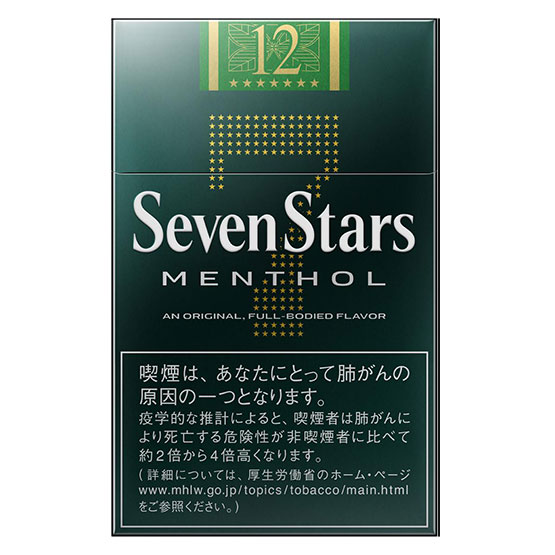 12
7
Seven Stars
MENTHOL
AN ORIGINAL, FULL-BODIED FLAVOR
喫煙は、あなたにとって肺がんの
原因の一つとなります。
疫学的な推計によると、喫煙者は肺がんに
より死亡する危険性が非喫煙者に比べて
約2倍から4倍高くなります。
(詳細については、厚生労働省のホーム・ページ
www.mhlw.go.jp/topics/tobacco/main.html
をご参照ください。)